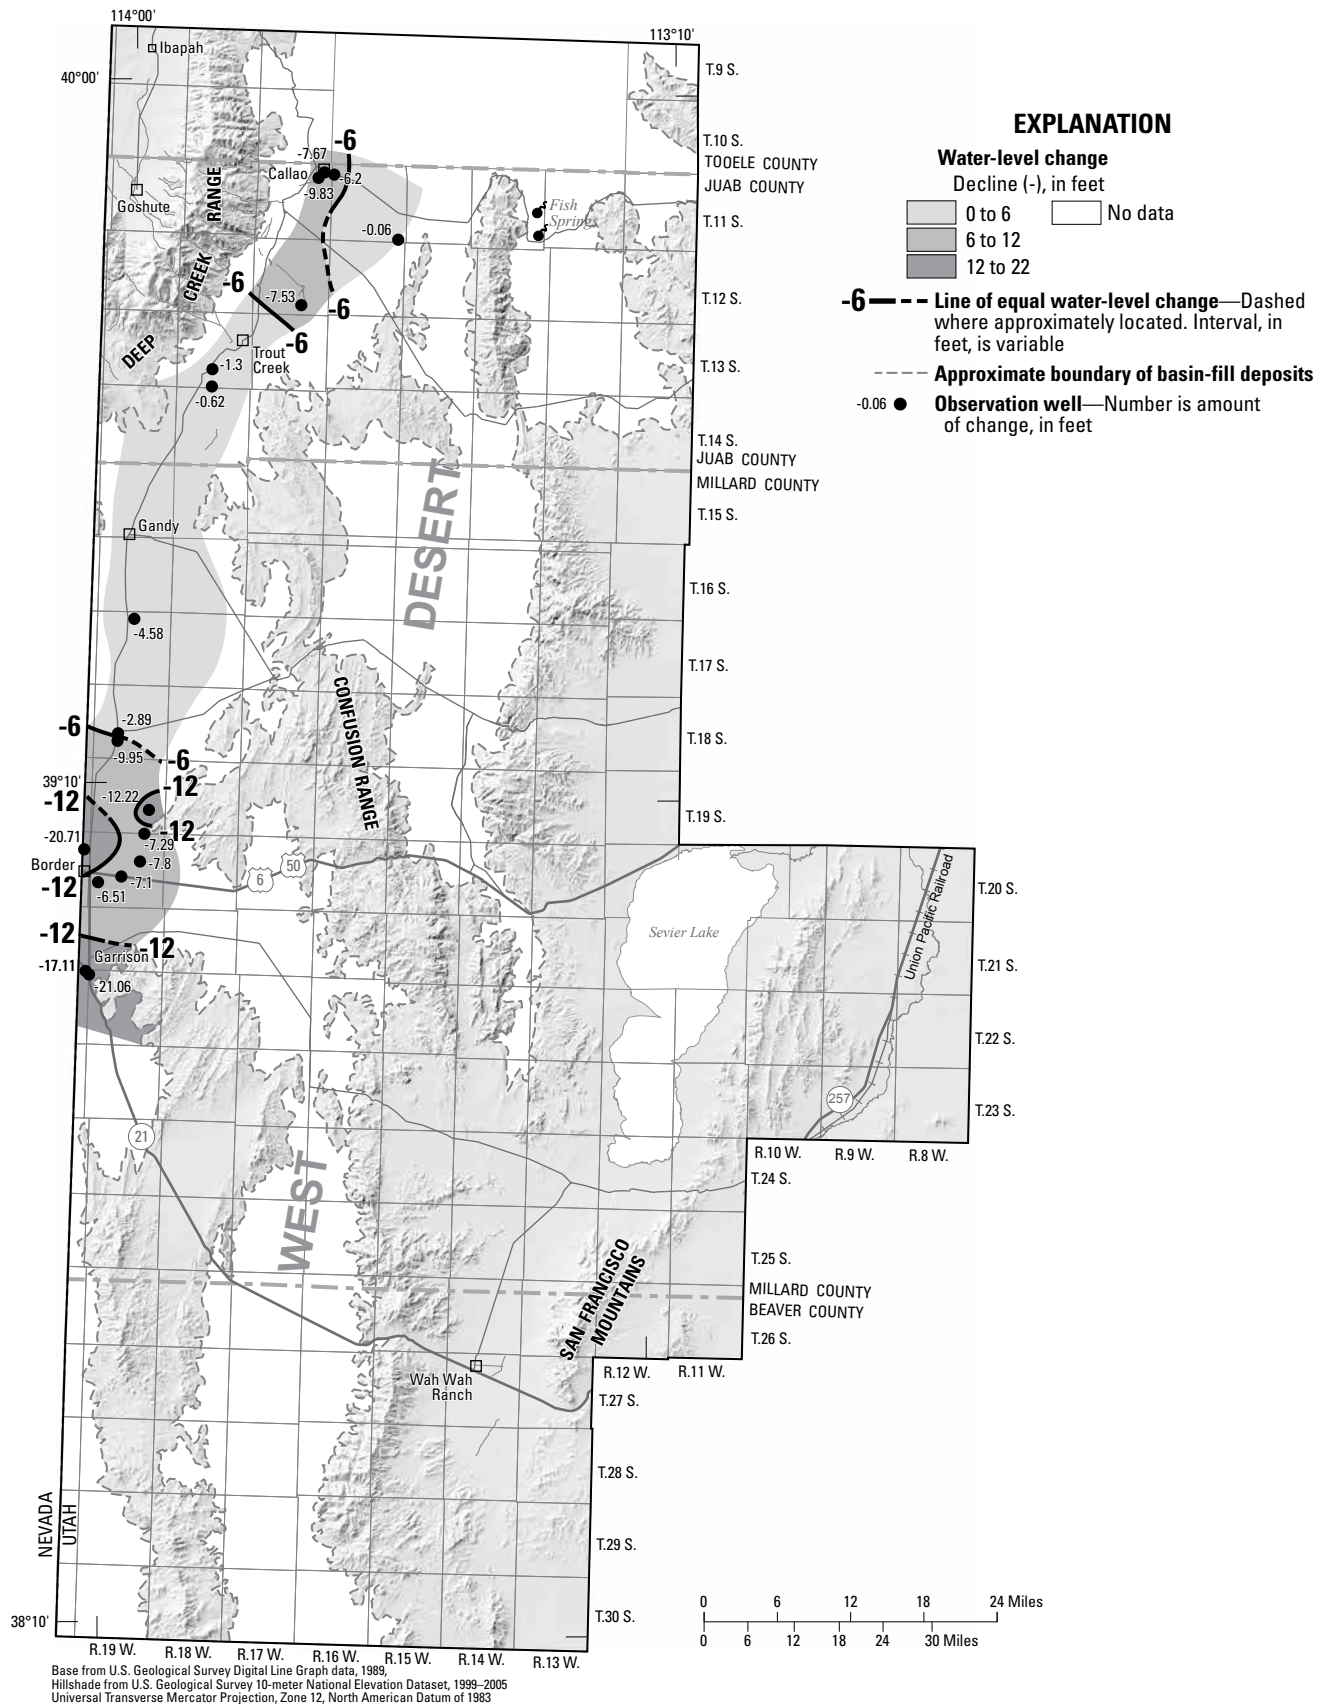 114°00'
113°10'
Ibapah
40°00'
T.9 S.
T.10 S.
TOOELE COUNTY
JUAB COUNTY
-6
-7.67
Callao
-6.2
-9.83
Goshute
DEEP CREEK RANGE
Fish
Springs
T.11 S.
-0.06
-6
-7.53
-6
T.12 S.
-6
Trout
Creek
-1.3
T.13 S.
-0.62
T.14 S.
JUAB COUNTY
MILLARD COUNTY
T.15 S.
Gandy
DESERT
T.16 S.
-4.58
T.17 S.
CONFUSION RANGE
-2.89
-6
-9.95
-6
T.18 S.
39°10'
-12
-12.22
-12
T.19 S.
-12
-20.71
-7.29
Border
-7.8
-12
-7.1
-6.51
6
50
T.20 S.
Sevier Lake
Union Pacific Railroad
-12
-12
Garrison
-17.11
-21.06
T.21 S.
T.22 S.
257
T.23 S.
21
R.10 W.
R.9 W.
R.8 W.
WEST
T.24 S.
T.25 S.
SAN FRANCISCO
MOUNTAINS
MILLARD COUNTY
BEAVER COUNTY
T.26 S.
Wah Wah
Ranch
R.12 W.
R.11 W.
T.27 S.
T.28 S.
NEVADA
UTAH
T.29 S.
T.30 S.
38°10'
R.19 W.
R.18 W.
R.17 W.
R.16 W.
R.15 W.
R.14 W.
R.13 W.
EXPLANATION
Water-level change
Decline (-), in feet
0 to 6
No data
6 to 12
12 to 22
-6 Line of equal water-level change—Dashed
where approximately located. Interval, in
feet, is variable
Approximate boundary of basin-fill deposits
-0.06 Observation well—Number is amount
of change, in feet
0 6 12 18 24 Miles
0 6 12 18 24 30 Miles
Base from U.S. Geological Survey Digital Line Graph data, 1989,
Hillshade from U.S. Geological Survey 10-meter National Elevation Dataset, 1999–2005
Universal Transverse Mercator Projection, Zone 12, North American Datum of 1983